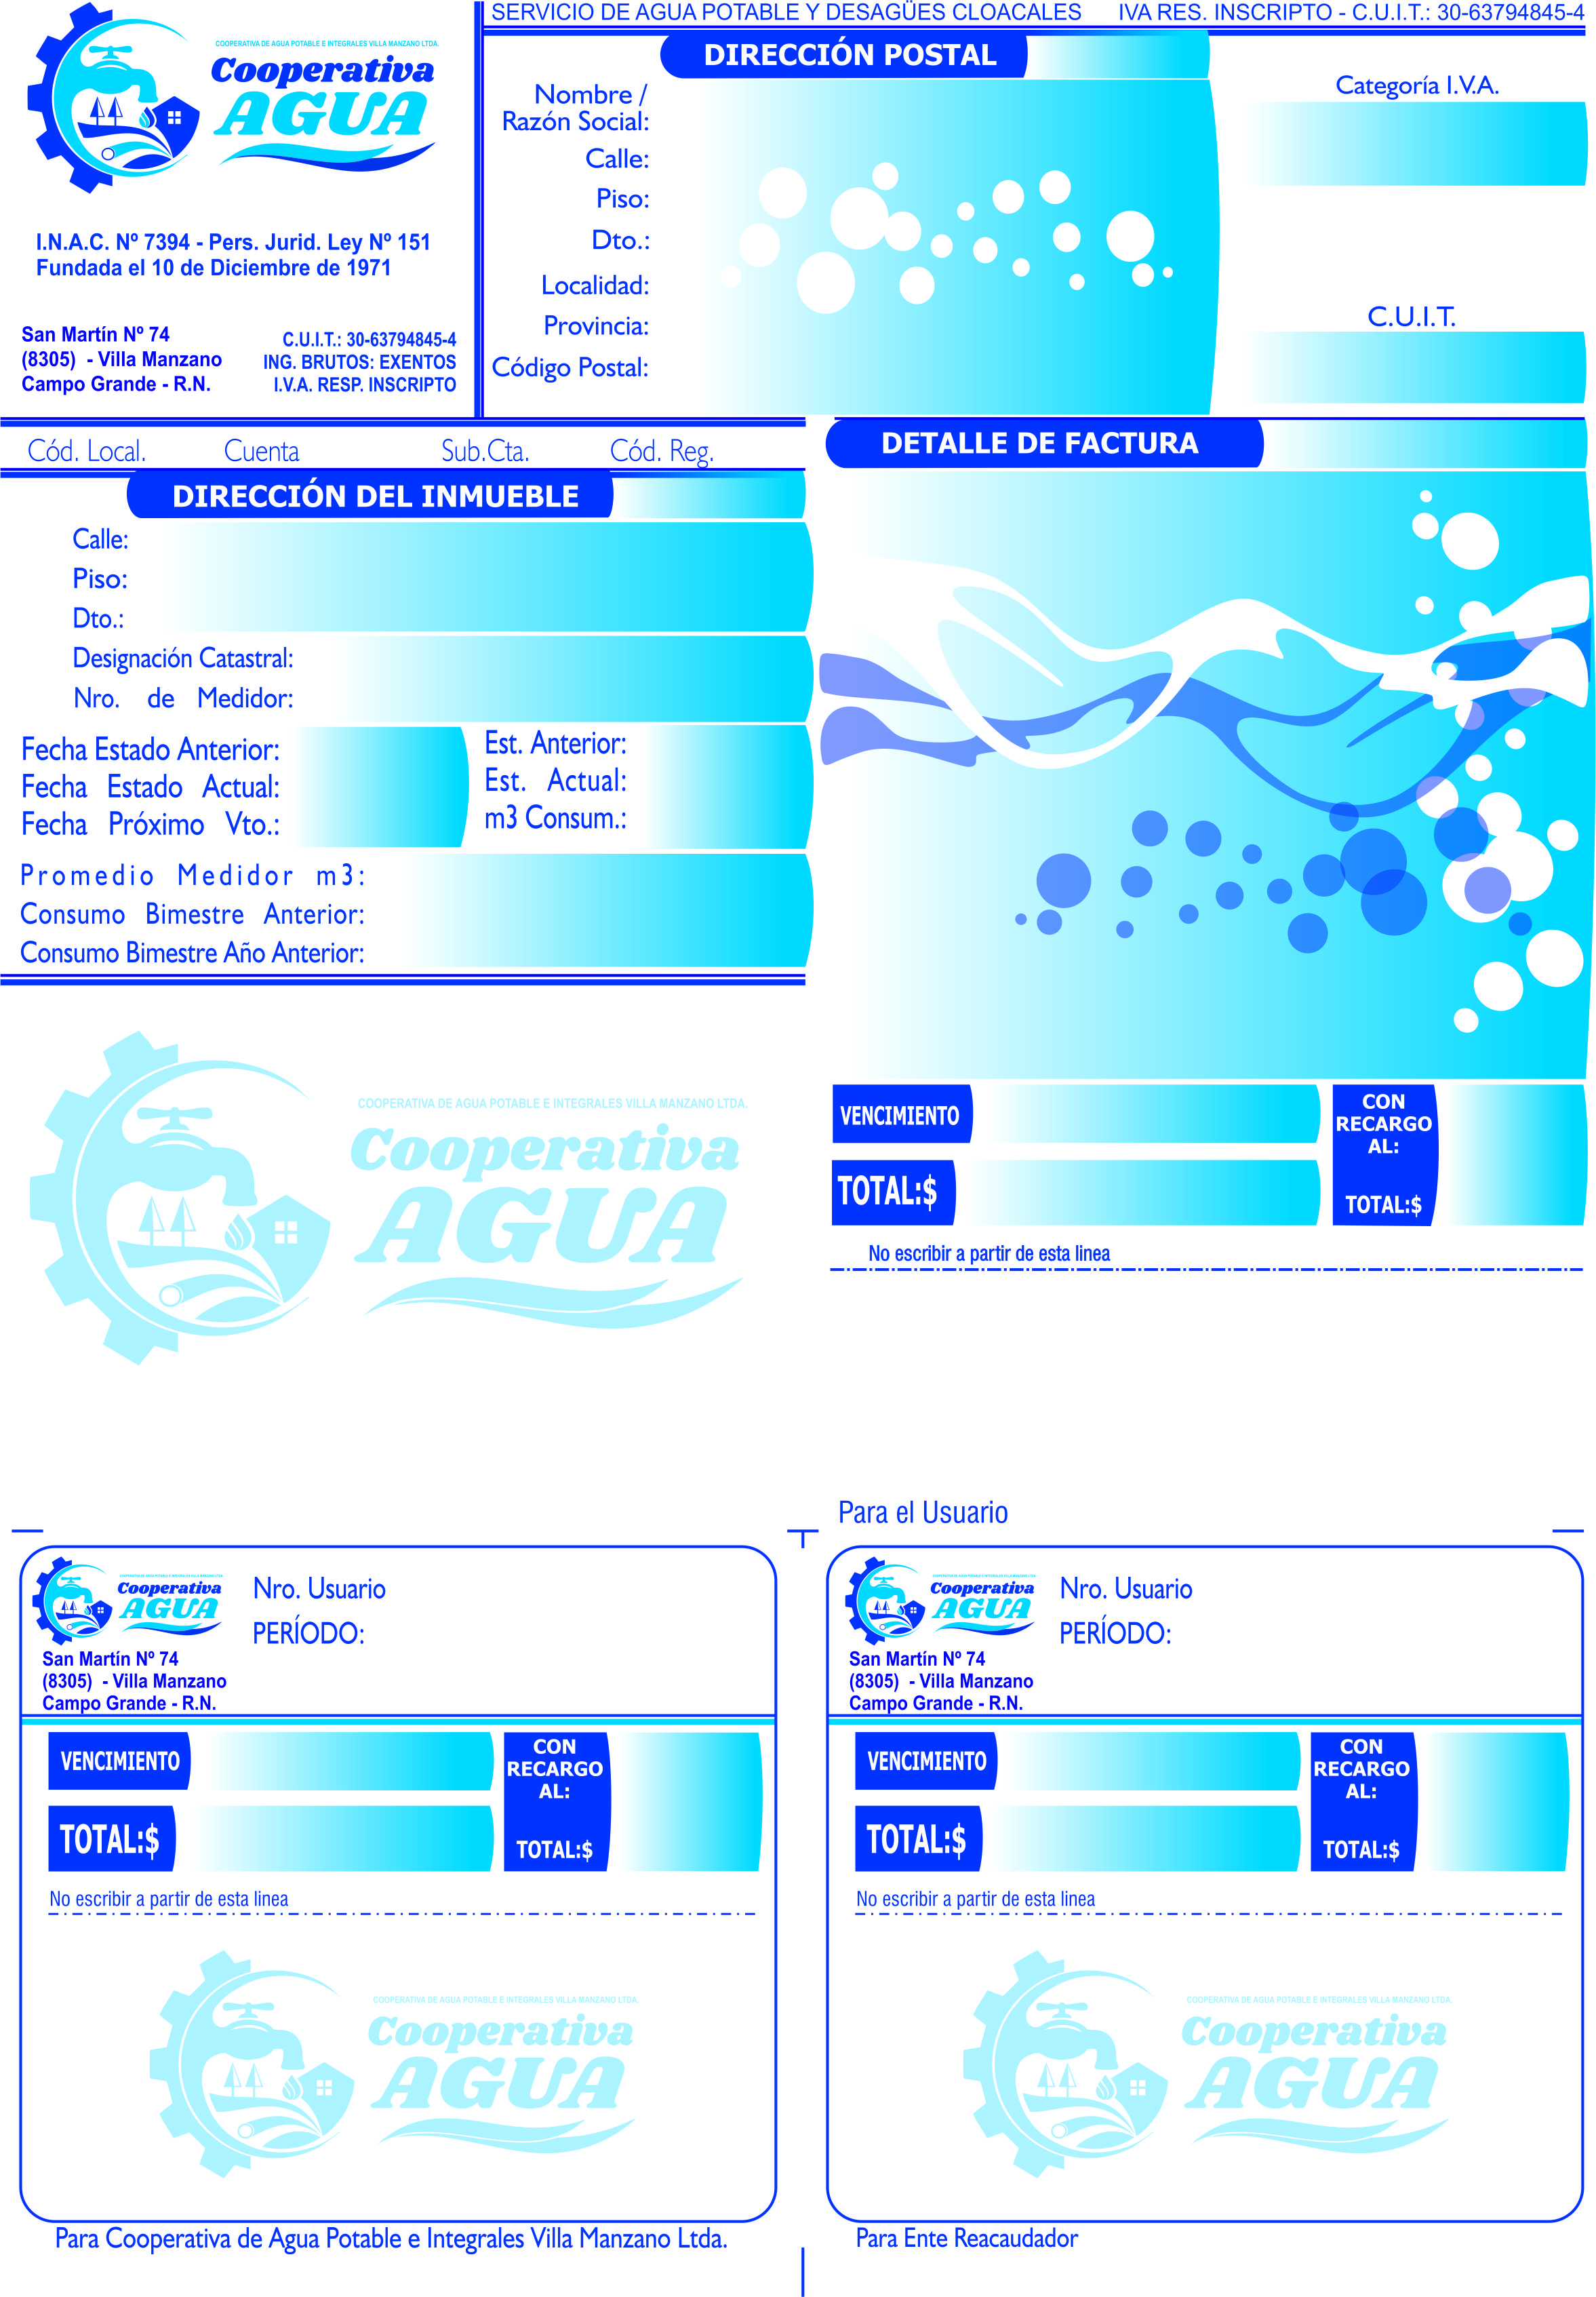 COOPERATIVA DE AGUA POTABLE E INTEGRALES VILLA MANZANO LTDA.
Cooperativa
AGUA
I.N.A.C. Nº 7394 - Pers. Jurid. Ley Nº 151
Fundada el 10 de Diciembre de 1971
San Martín Nº 74
(8305) - Villa Manzano
Campo Grande - R.N.
C.U.I.T.: 30-63794845-4
ING. BRUTOS: EXENTOS
I.V.A. RESP. INSCRIPTO
SERVICIO DE AGUA POTABLE Y DESAGÜES CLOACALES IVA RES. INSCRIPTO - C.U.I.T.: 30-63794845-4
DIRECCIÓN POSTAL
Nombre /
Razón Social:
Calle:
Piso:
Dto.:
Localidad:
Provincia:
Código Postal:
Categoría I.V.A.
C.U.I.T.
Cód. Local. Cuenta Sub.Cta. Cód. Reg.
DIRECCIÓN DEL INMUEBLE
Calle:
Piso:
Dto.:
Designación Catastral:
Nro. de Medidor:
Fecha Estado Anterior:
Fecha Estado Actual:
Fecha Próximo Vto.:
Est. Anterior:
Est. Actual:
m3 Consum.:
Promedio Medidor m3:
Consumo Bimestre Anterior:
Consumo Bimestre Año Anterior:
DETALLE DE FACTURA
VENCIMIENTO
TOTAL:$
CON
RECARGO
AL:
TOTAL:$
No escribir a partir de esta linea
COOPERATIVA DE AGUA POTABLE E INTEGRALES VILLA MANZANO LTDA.
Cooperativa
AGUA
Para el Usuario
COOPERATIVA DE AGUA POTABLE E INTEGRALES VILLA MANZANO LTDA.
Cooperativa
AGUA
San Martín Nº 74
(8305) - Villa Manzano
Campo Grande - R.N.
Nro. Usuario
PERÍODO:
VENCIMIENTO
TOTAL:$
CON
RECARGO
AL:
TOTAL:$
No escribir a partir de esta linea
COOPERATIVA DE AGUA POTABLE E INTEGRALES VILLA MANZANO LTDA.
Cooperativa
AGUA
Para Cooperativa de Agua Potable e Integrales Villa Manzano Ltda.
COOPERATIVA DE AGUA POTABLE E INTEGRALES VILLA MANZANO LTDA.
Cooperativa
AGUA
San Martín Nº 74
(8305) - Villa Manzano
Campo Grande - R.N.
Nro. Usuario
PERÍODO:
VENCIMIENTO
TOTAL:$
CON
RECARGO
AL:
TOTAL:$
No escribir a partir de esta linea
COOPERATIVA DE AGUA POTABLE E INTEGRALES VILLA MANZANO LTDA.
Cooperativa
AGUA
Para Ente Reacaudador